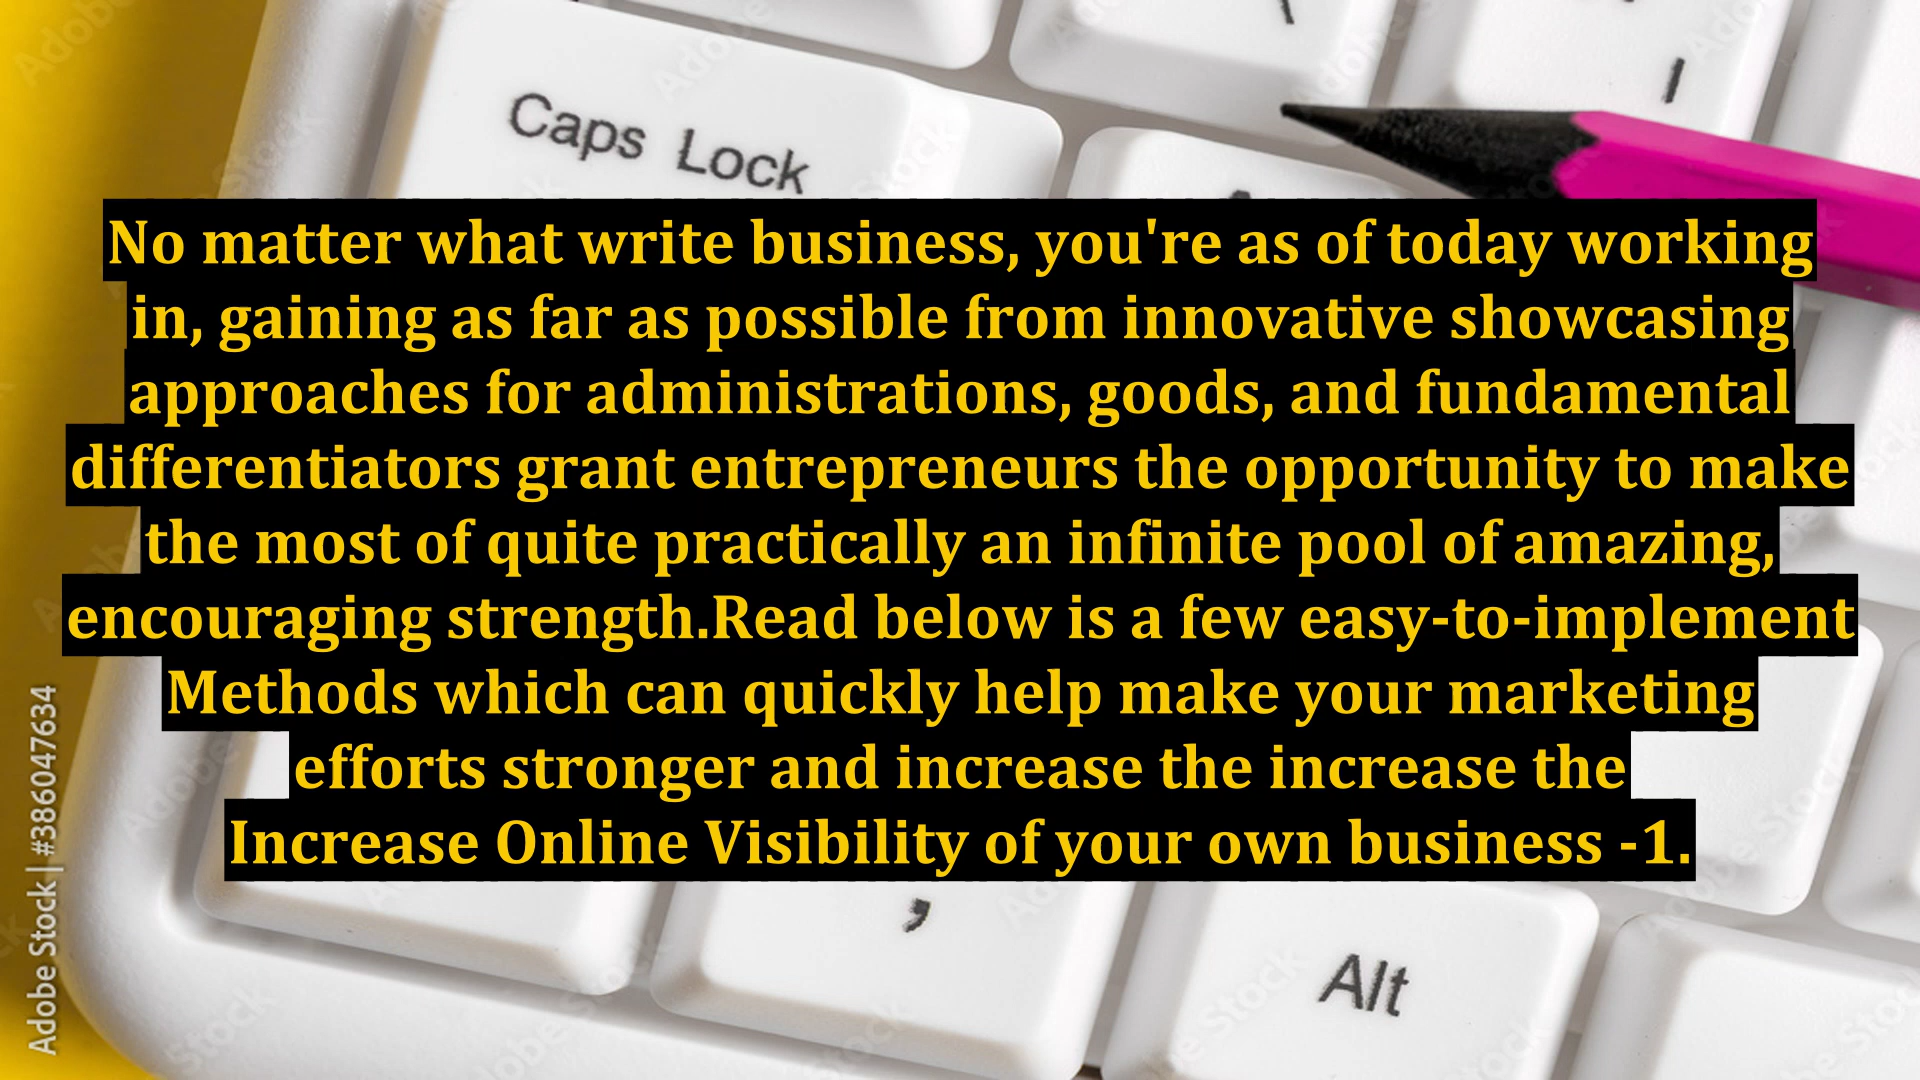 Caps Lock
No matter what write business, you're as of today working
in, gaining as far as possible from innovative showcasing
approaches for administrations, goods, and fundamental
differentiators grant entrepreneurs the opportunity to make
the most of quite practically an infinite pool of amazing,
encouraging strength.Read below is a few easy-to-implement
Methods which can quickly help make your marketing
efforts stronger and increase the increase the
Increase Online Visibility of your own business -1.
,
Alt
Adobe Stock | #386047634